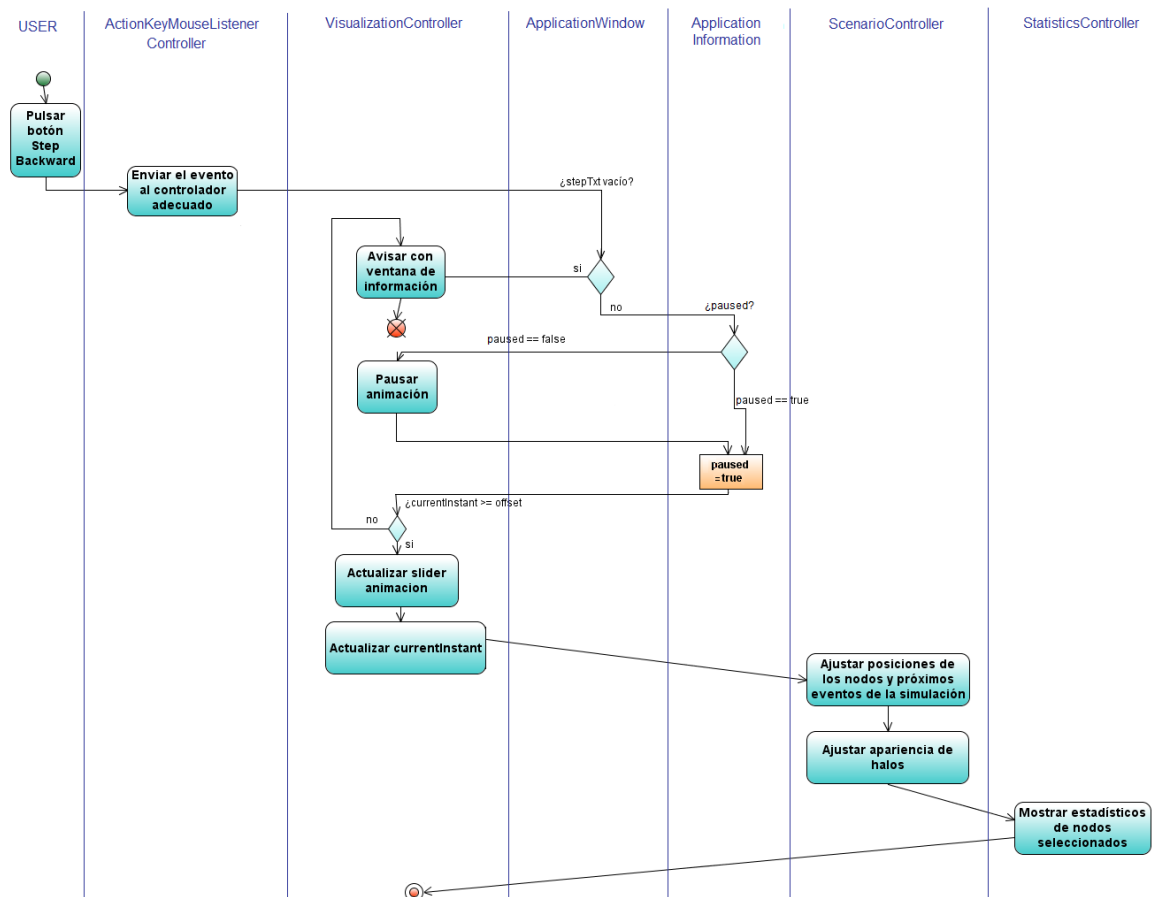 USER
ActionKeyMouseListener
Controller
VisualizationController
ApplicationWindow
Application
Information
ScenarioController
StatisticsController
Pulsar
botón
Step
Backward
Enviar el evento
al controlador
adecuado
¿stepTxt vacío?
Avisar con
ventana de
información
si
no
¿paused?
paused == false
Pausar
animación
paused == true
paused
=true
¿currentInstant >= offset
no
si
Actualizar slider
animacion
Actualizar currentInstant
Ajustar posiciones de
los nodos y próximos
eventos de la simulación
Ajustar apariencia de
halos
Mostrar estadísticos
de nodos
seleccionados